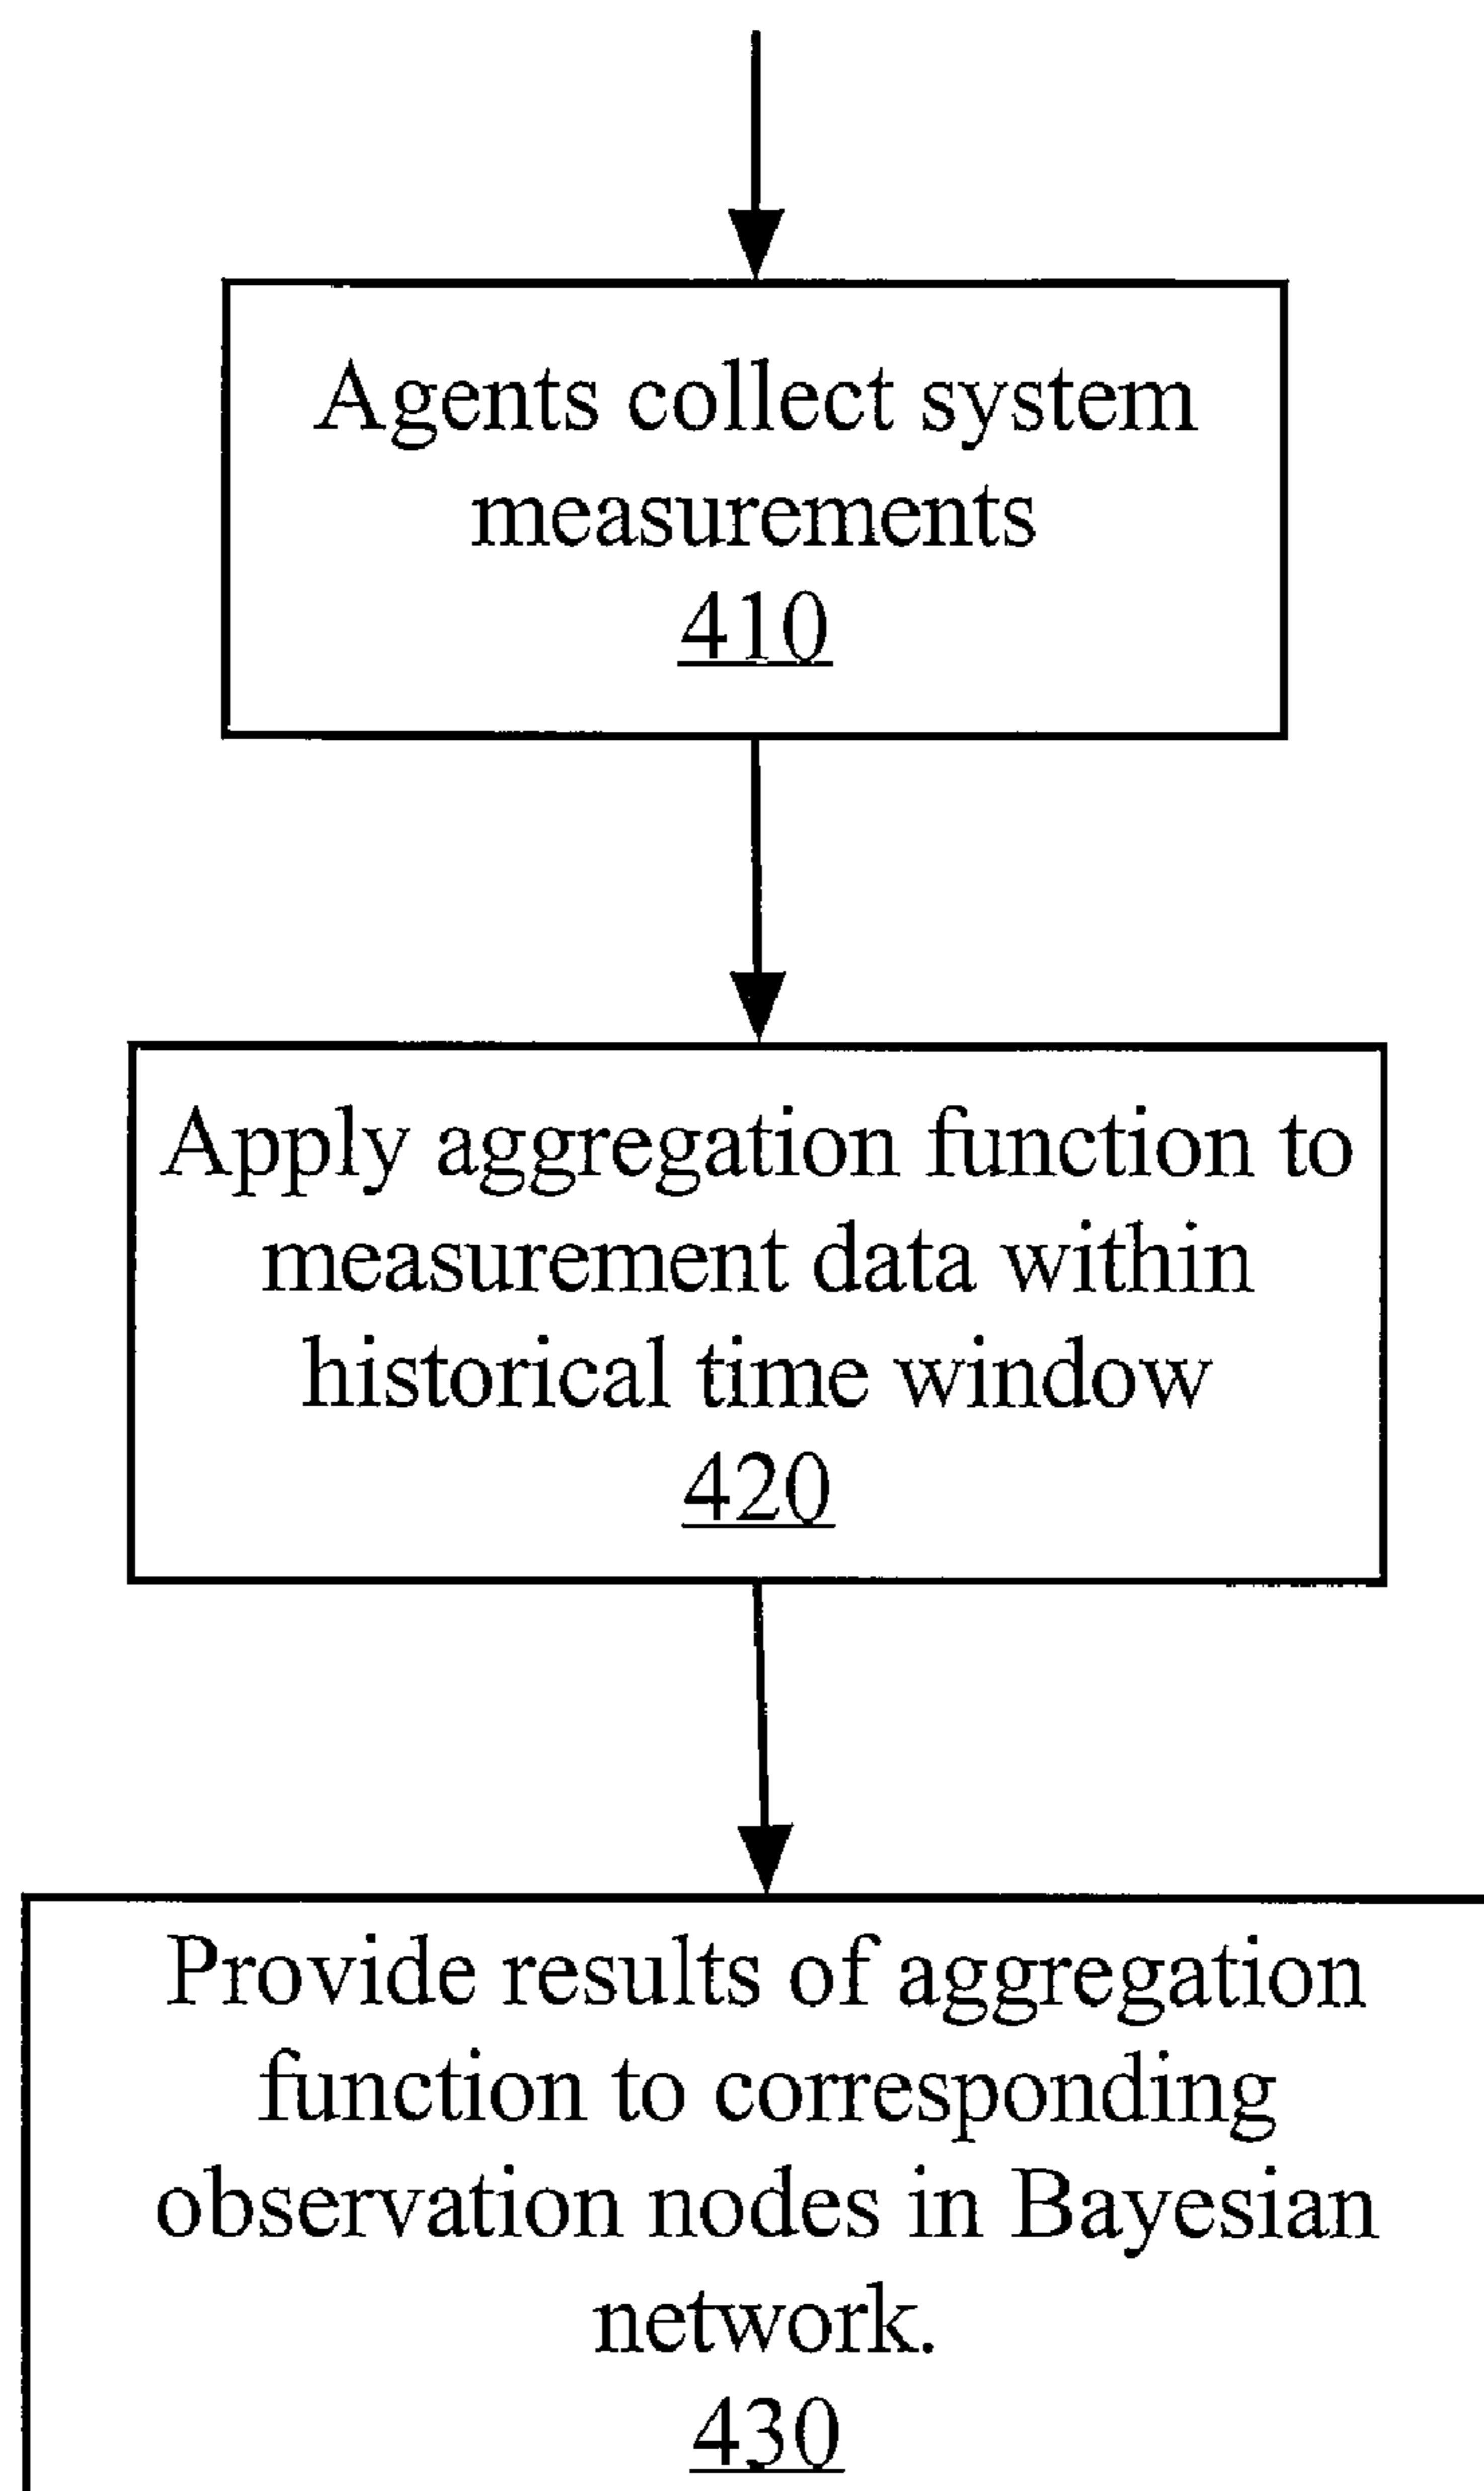 Agents collect system
measurements
410
Apply aggregation function to
measurement data within
historical time window
420
Provide results of aggregation
function to corresponding
observation nodes in Bayesian
network.
430